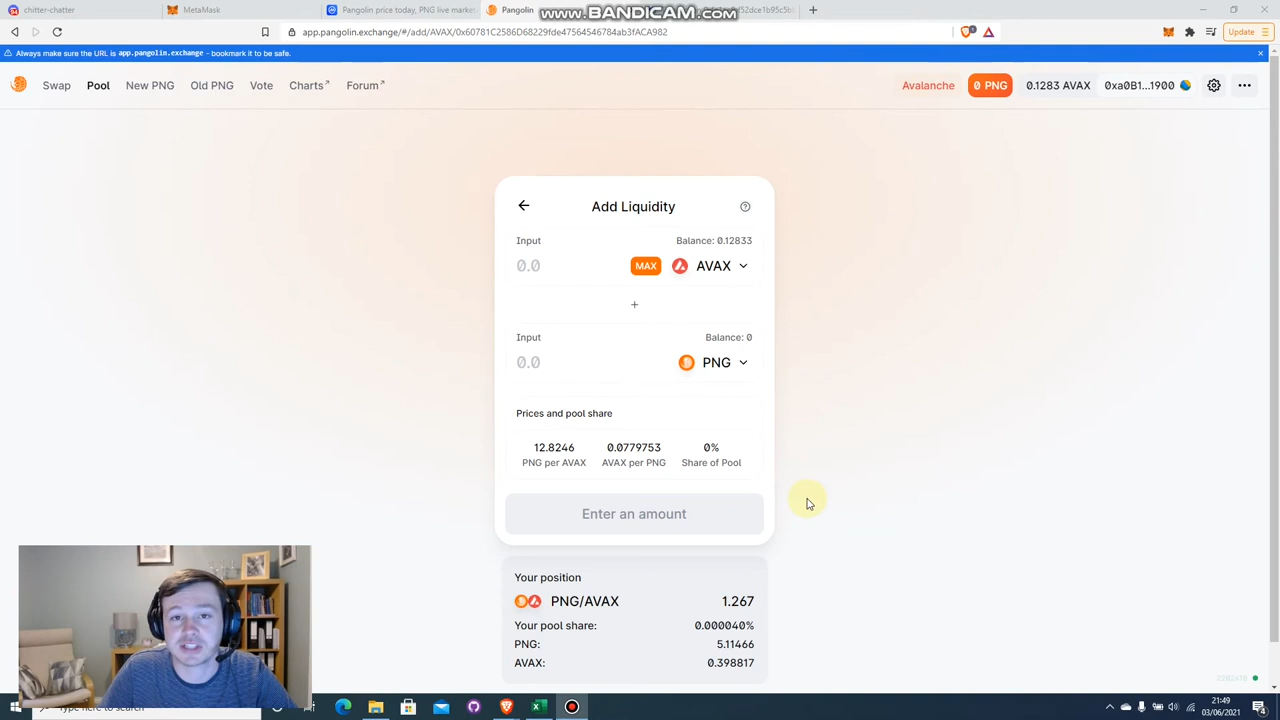 chitter-chatter
MetaMask
Pangolin price today, PNG live market
Pangolin
www.BANDICAM.com
app.pangolin.exchange/#/add/AVAX/0x60781C2586D68229fde47564546784ab3fACA982
Update
Always make sure the URL is app.pangolin.exchange - bookmark it to be safe.
Swap Pool New PNG Old PNG Vote Charts↗ Forum↗ Avalanche 0 PNG 0.1283 AVAX 0xa0B1...1900
Add Liquidity
Input Balance: 0.12833
0.0 MAX AVAX
+
Input Balance: 0
0.0 PNG
Prices and pool share
12.8246 0.0779753 0%
PNG per AVAX AVAX per PNG Share of Pool
Enter an amount
Your position
PNG/AVAX 1.267
Your pool share: 0.000040%
PNG: 5.11466
AVAX: 0.398817
Type here to search
21:49
03/06/2021